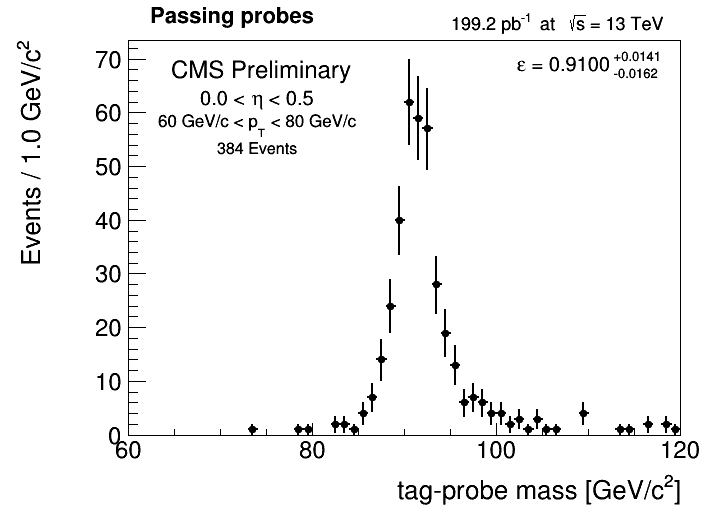 Passing probes
199.2 pb⁻¹ at √s = 13 TeV
CMS Preliminary
ε = 0.9100 +0.0141 -0.0162
0.0 < η < 0.5
60 GeV/c < p_T < 80 GeV/c
384 Events
Events / 1.0 GeV/c²
70
60
50
40
30
20
10
0
60 80 100 120
tag-probe mass [GeV/c²]